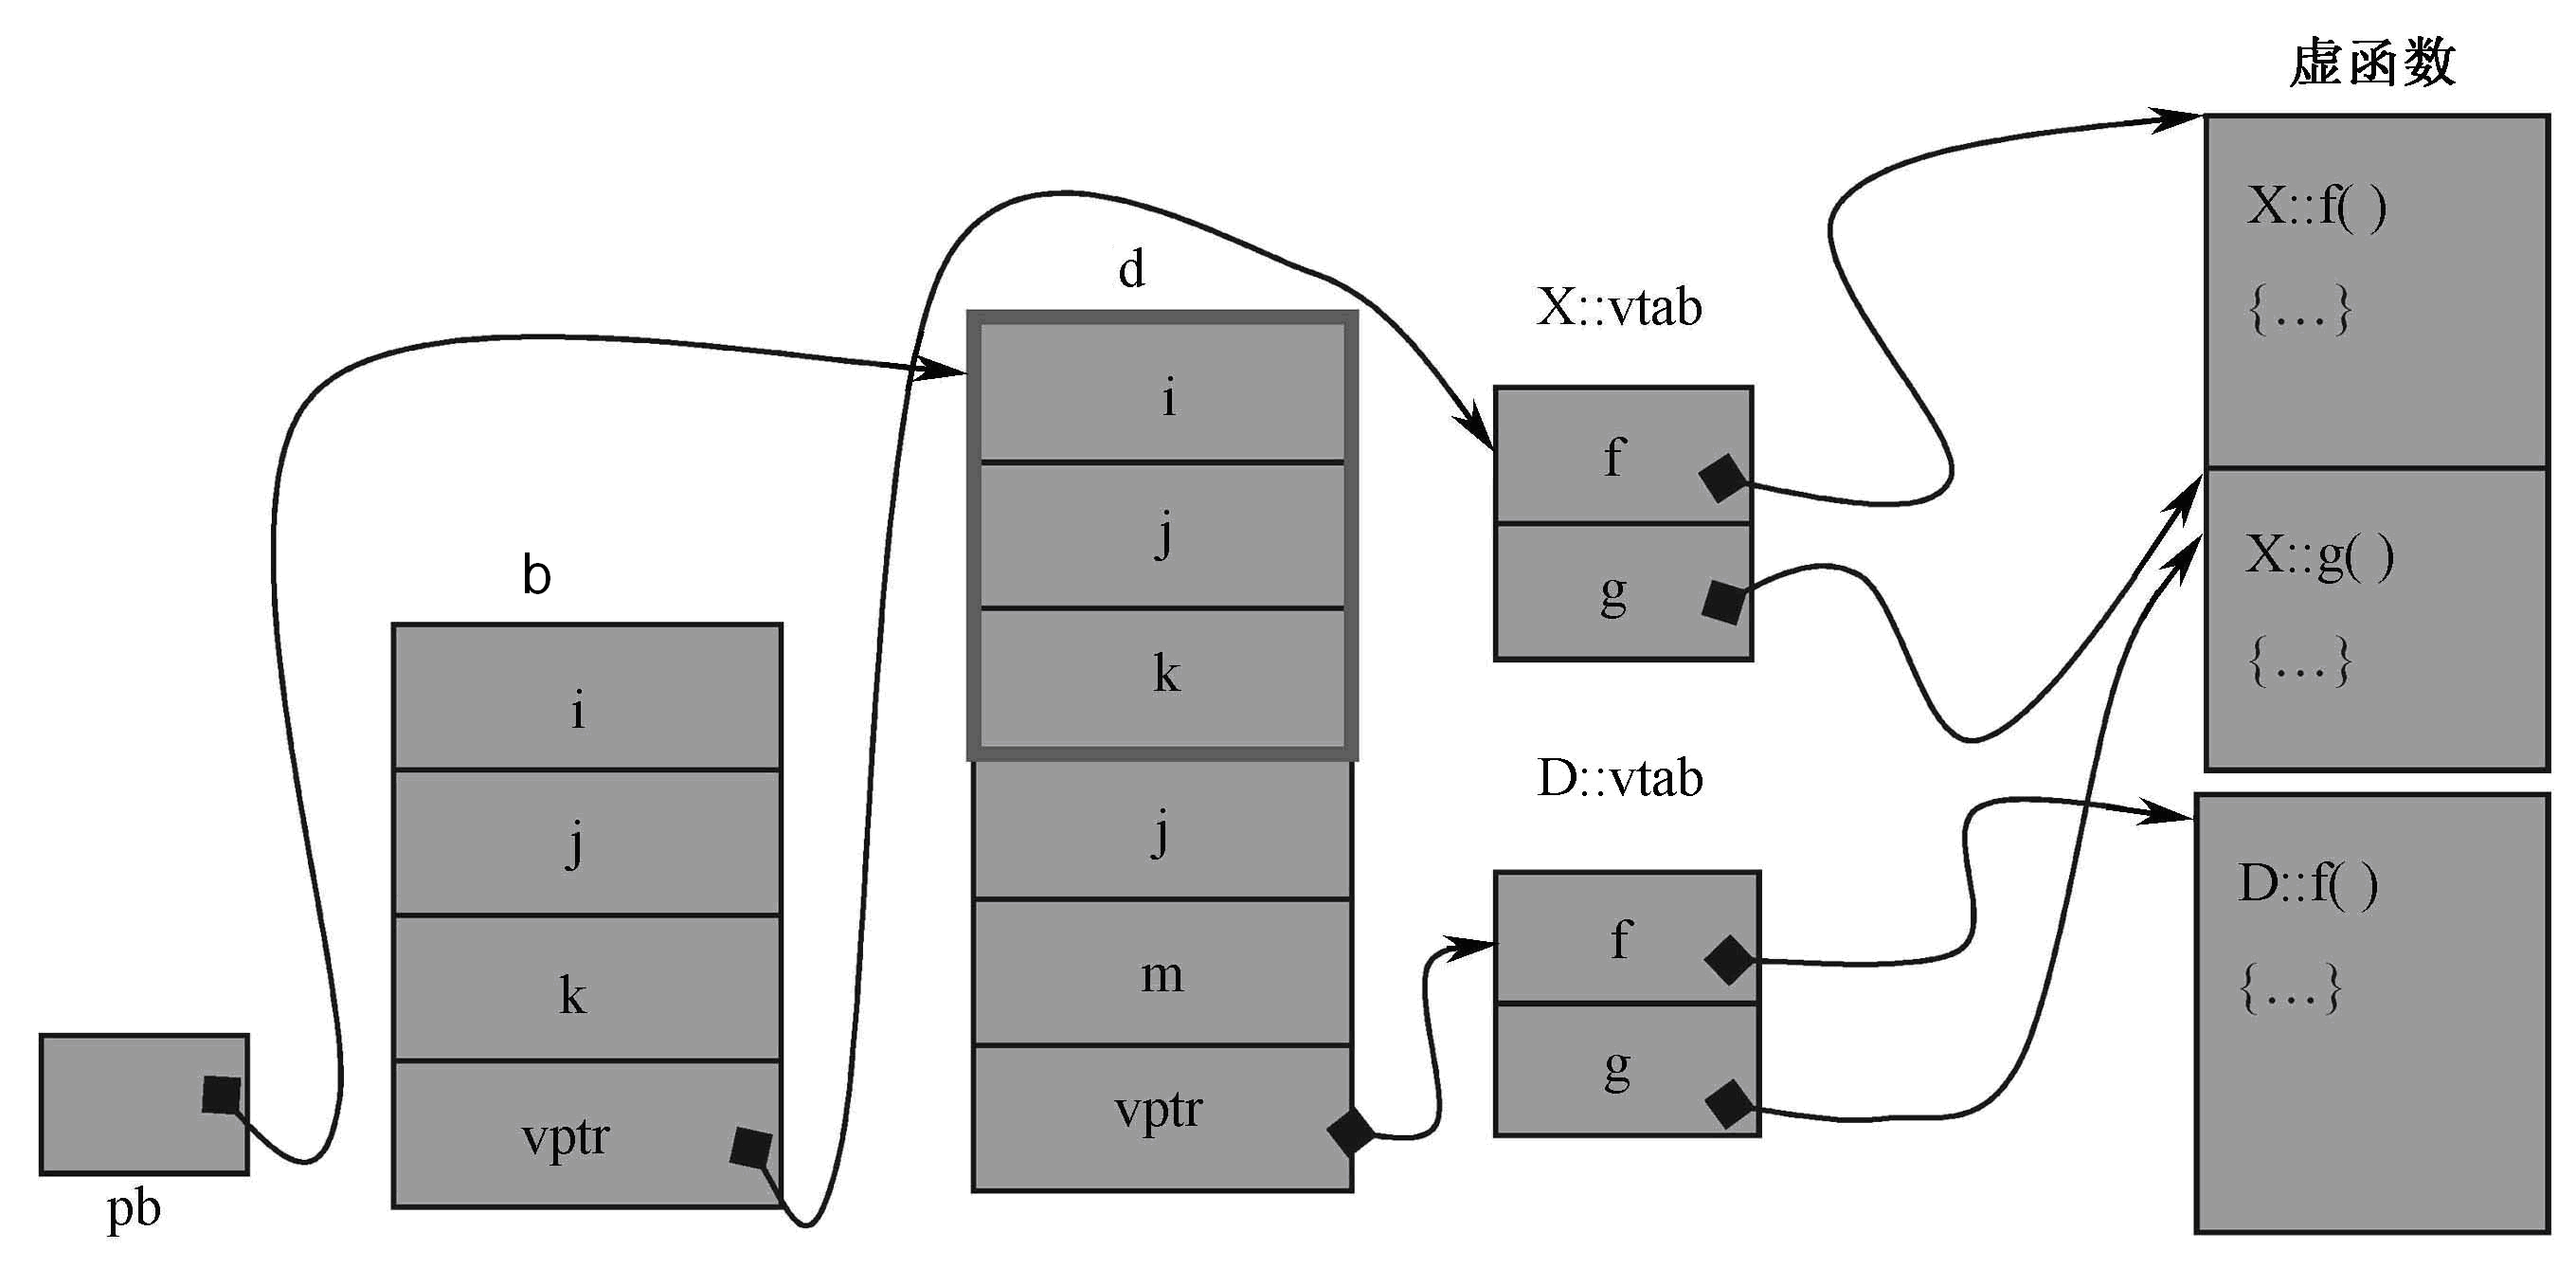 虚函数
X::f( )
{…}
X::g( )
{…}
D::f( )
{…}
d
i
j
k
j
m
vptr
X::vtab
f
g
D::vtab
f
g
b
i
j
k
vptr
pb